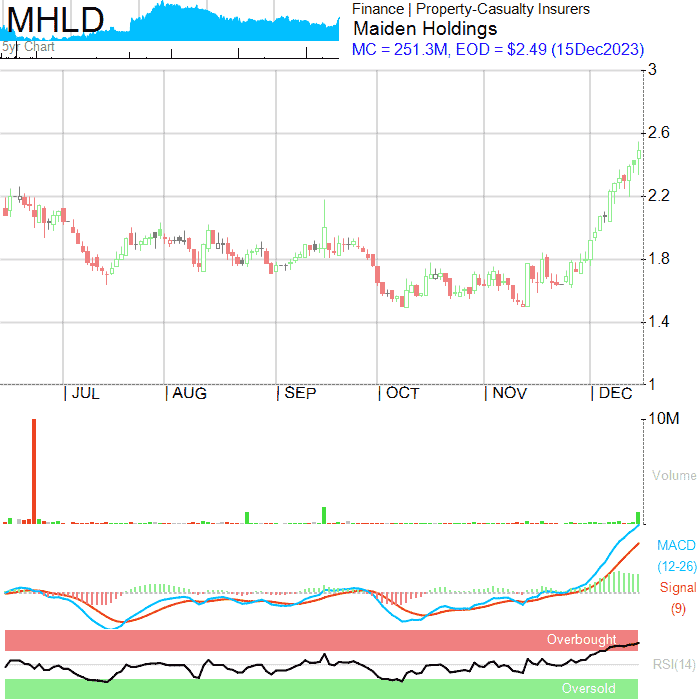 MHLD
5yr Chart
Finance | Property-Casualty Insurers
Maiden Holdings
MC = 251.3M, EOD = $2.49 (15Dec2023)
3
2.6
2.2
1.8
1.4
1
| JUL | AUG | SEP | OCT | NOV | DEC
10M
Volume
MACD
(12-26)
Signal
(9)
Overbought
RSI(14)
Oversold